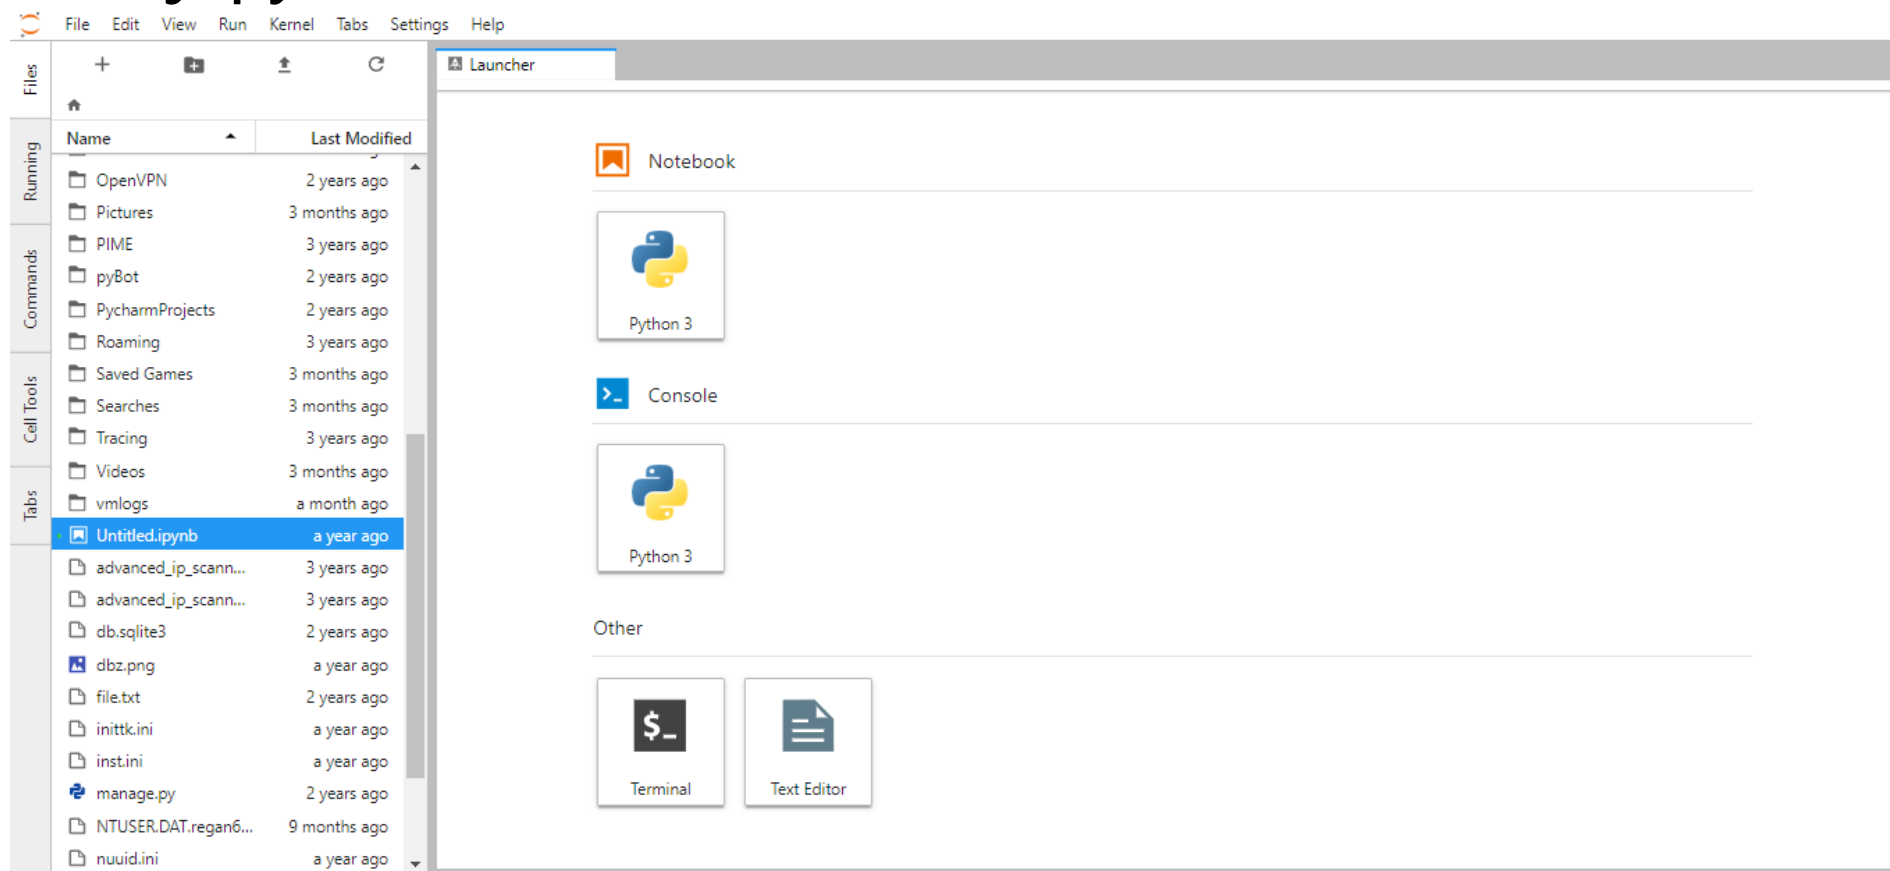 File Edit View Run Kernel Tabs Settings Help
Files
Running
Commands
Cell Tools
Tabs
Name Last Modified
OpenVPN 2 years ago
Pictures 3 months ago
PIME 3 years ago
pyBot 2 years ago
PycharmProjects 2 years ago
Roaming 3 years ago
Saved Games 3 months ago
Searches 3 months ago
Tracing 3 years ago
Videos 3 months ago
vmlogs a month ago
Untitled.ipynb a year ago
advanced_ip_scann... 3 years ago
advanced_ip_scann... 3 years ago
db.sqlite3 2 years ago
dbz.png a year ago
file.txt 2 years ago
inittk.ini a year ago
inst.ini a year ago
manage.py 2 years ago
NTUSER.DAT.regan6... 9 months ago
nuuid.ini a year ago
Launcher
Notebook
Python 3
Console
Python 3
Other
$_
Terminal Text Editor